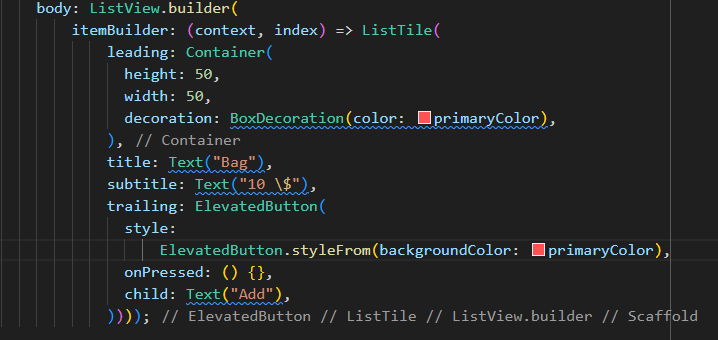 body: ListView.builder(
itemBuilder: (context, index) => ListTile(
leading: Container(
height: 50,
width: 50,
decoration: BoxDecoration(color: primaryColor),
), // Container
title: Text("Bag"),
subtitle: Text("10 \$"),
trailing: ElevatedButton(
style:
ElevatedButton.styleFrom(backgroundColor: primaryColor),
onPressed: () {},
child: Text("Add"),
)))); // ElevatedButton // ListTile // ListView.builder // Scaffold